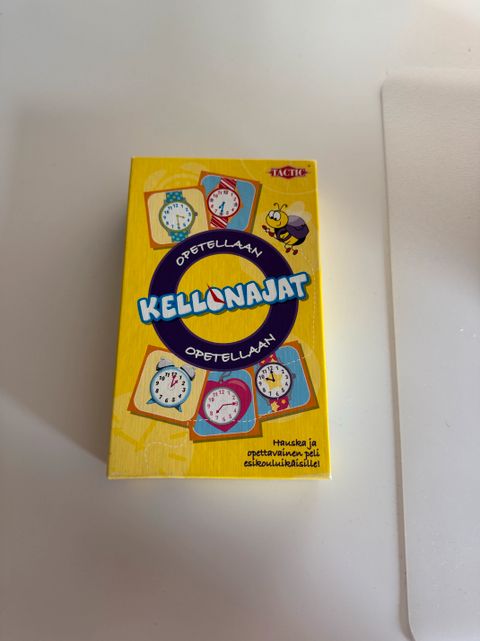 TACTIC
OPETELLAAN
KELLONAJAT
OPETELLAAN
Hauska ja
opettavainen peli
esikouluikäisille!